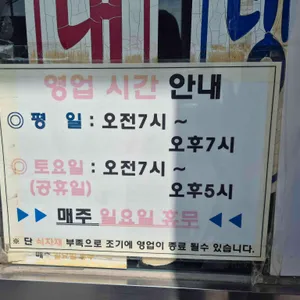 영업 시간 안내
◎ 평 일 : 오전7시 ~
오후7시
◎ 토요일 : 오전7시 ~
(공휴일) 오후5시
▶▶ 매주 일요일 휴무 ◀◀
※ 단 식자재 부족으로 조기에 영업이 종료 될수 있습니다.